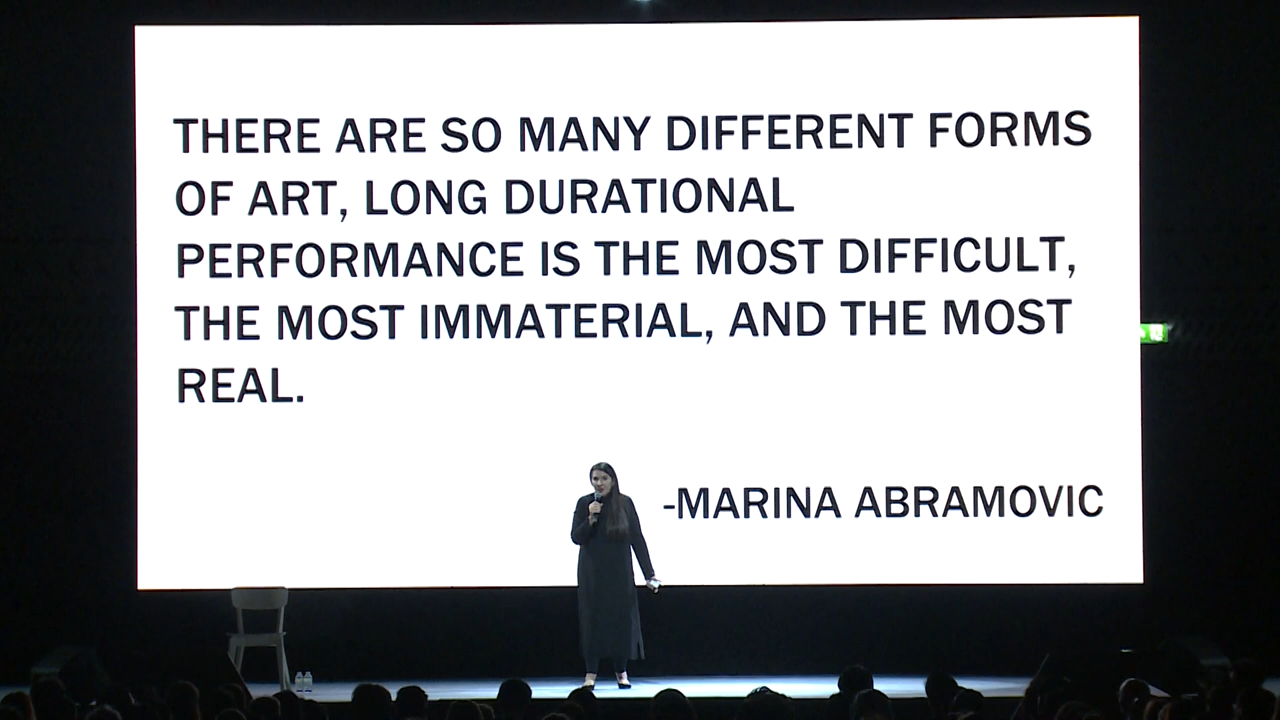 THERE ARE SO MANY DIFFERENT FORMS
OF ART, LONG DURATIONAL
PERFORMANCE IS THE MOST DIFFICULT,
THE MOST IMMATERIAL, AND THE MOST
REAL.
-MARINA ABRAMOVIC